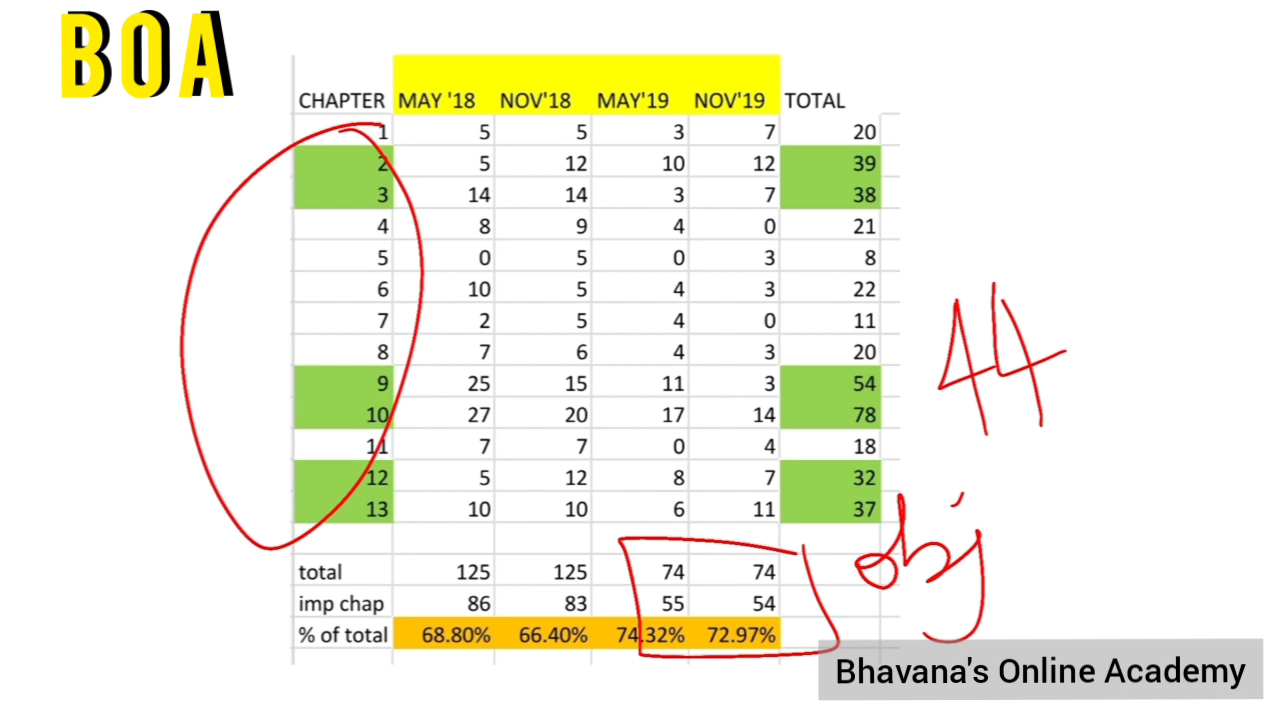 BOA
CHAPTER MAY '18 NOV'18 MAY'19 NOV'19 TOTAL
1 5 5 3 7 20
2 5 12 10 12 39
3 14 14 3 7 38
4 8 9 4 0 21
5 0 5 0 3 8
6 10 5 4 3 22
7 2 5 4 0 11
8 7 6 4 3 20
9 25 15 11 3 54
10 27 20 17 14 78
11 7 7 0 4 18
12 5 12 8 7 32
13 10 10 6 11 37
44
obj
total 125 125 74 74
imp chap 86 83 55 54
% of total 68.80% 66.40% 74.32% 72.97%
Bhavana's Online Academy